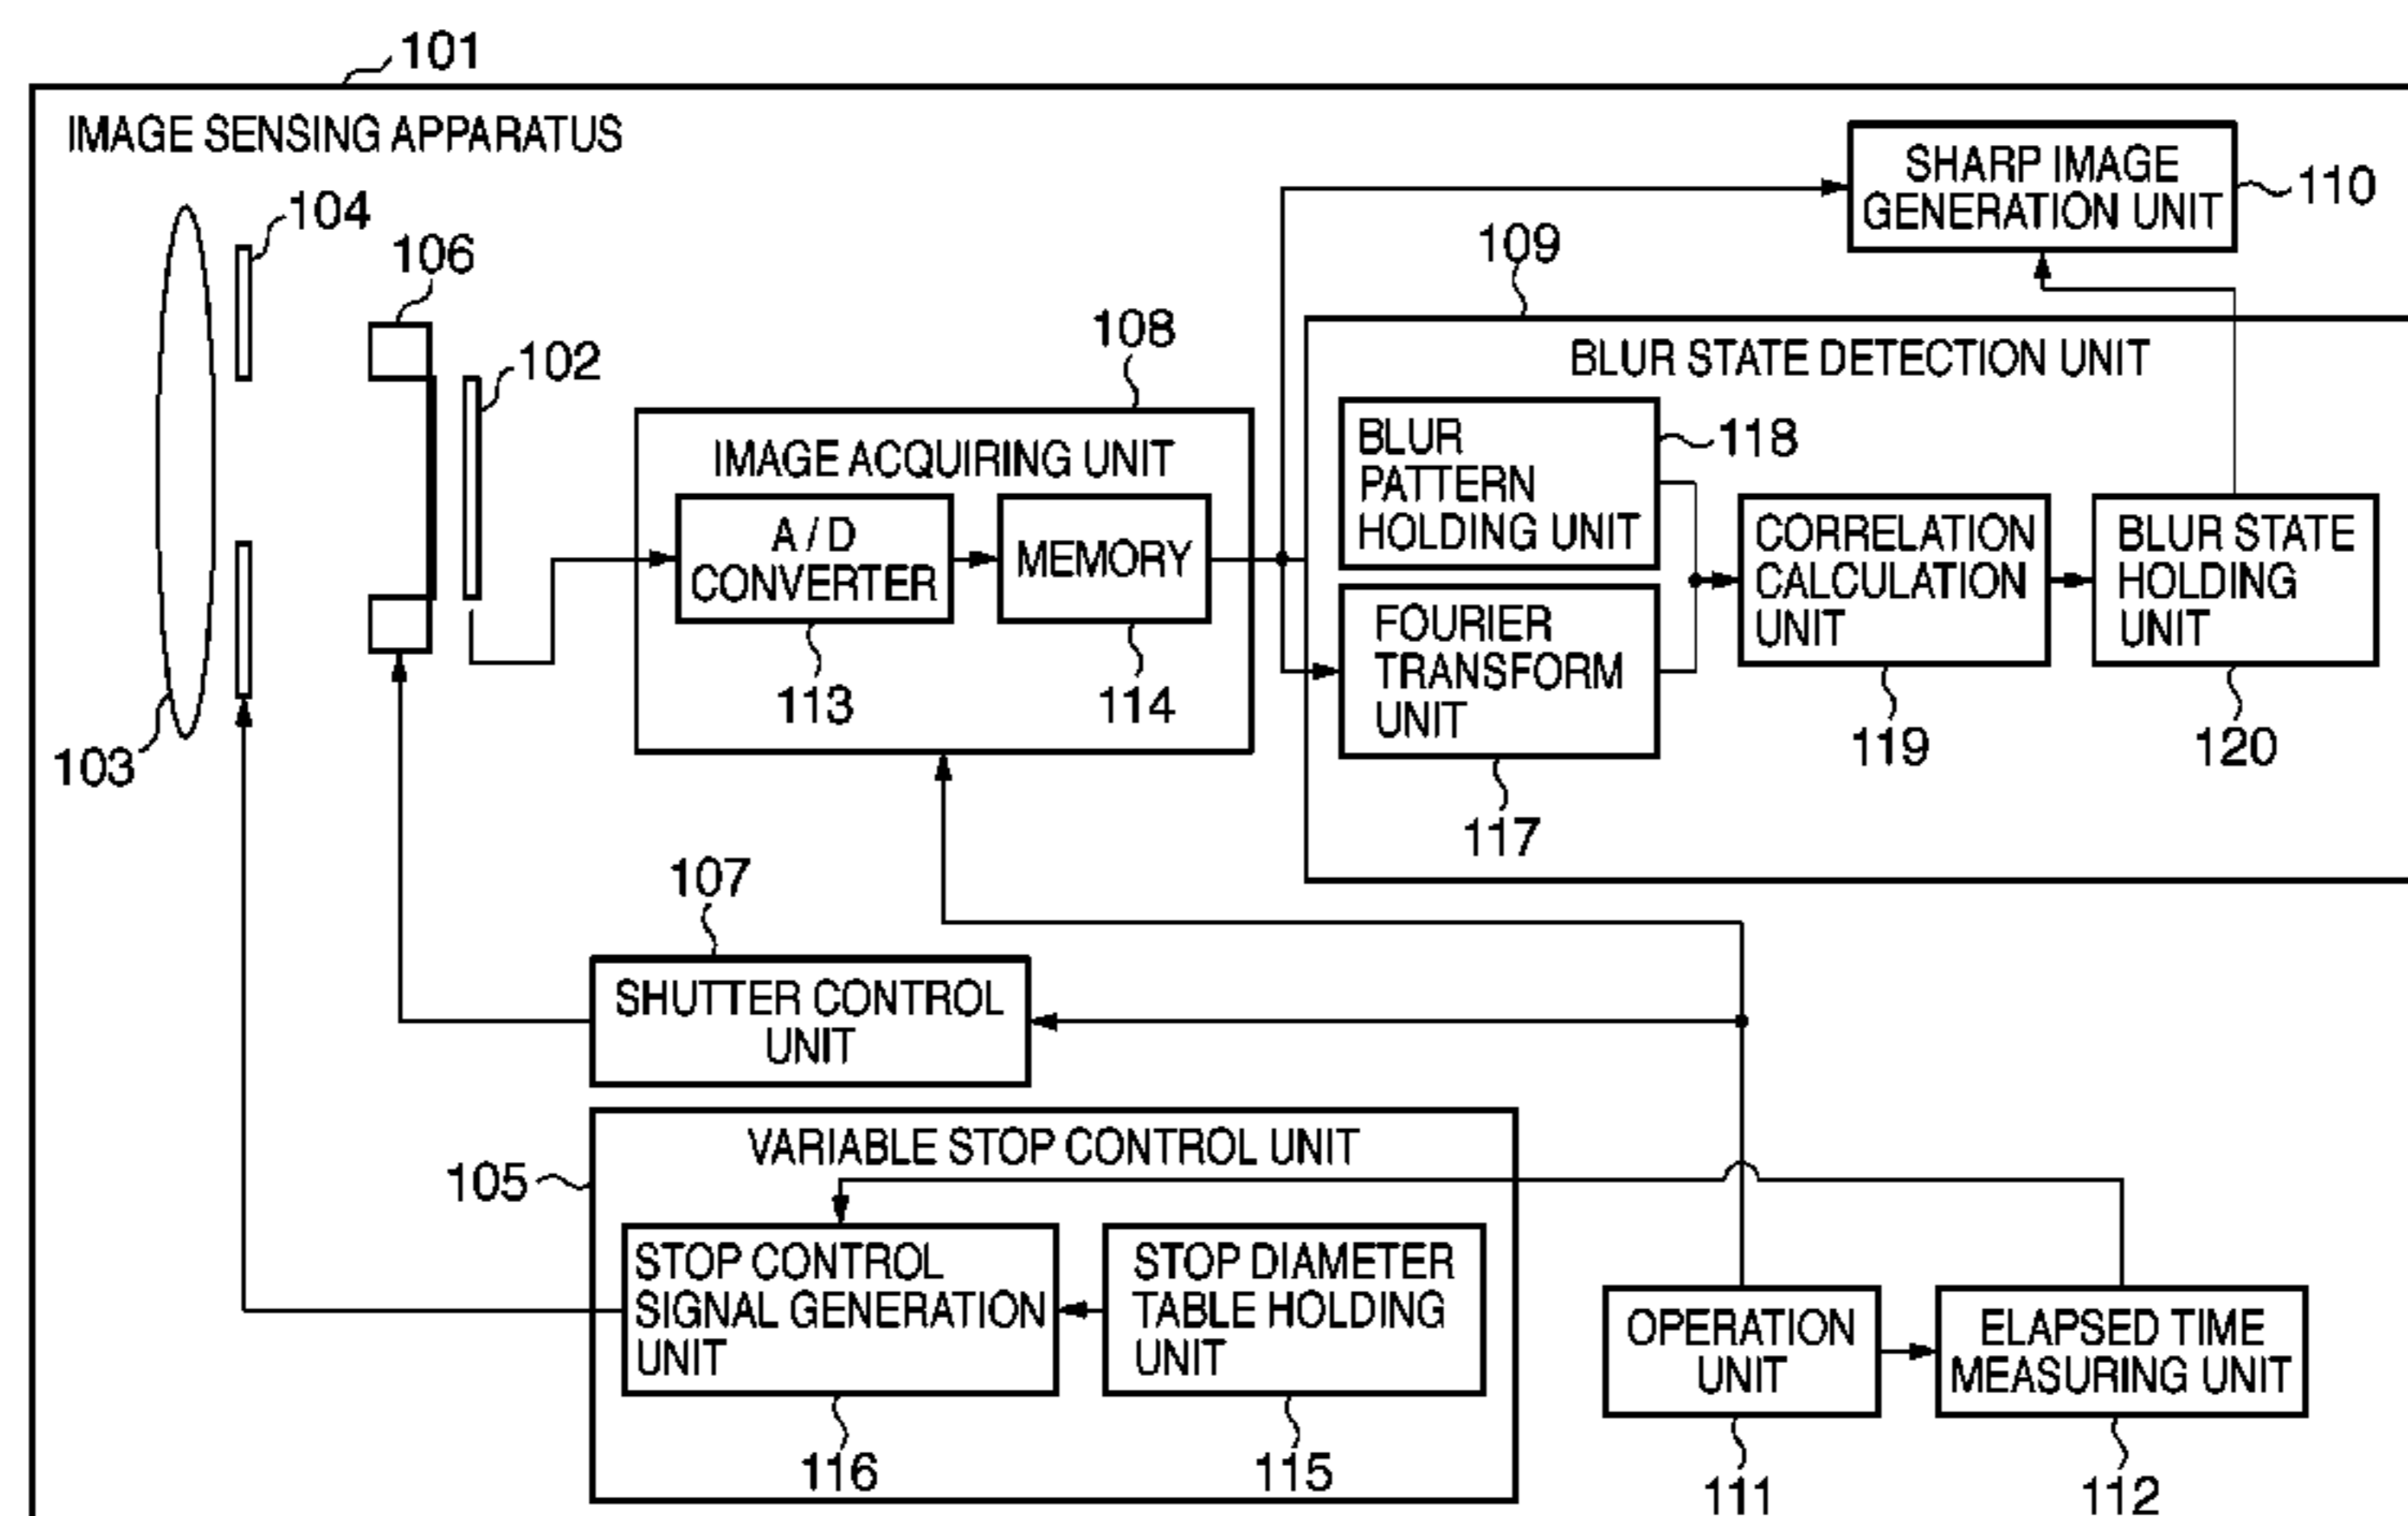 101
IMAGE SENSING APPARATUS
104
106
102
103
108
IMAGE ACQUIRING UNIT
A / D
CONVERTER
MEMORY
113
114
SHARP IMAGE
GENERATION UNIT
110
109
BLUR STATE DETECTION UNIT
BLUR
PATTERN
HOLDING UNIT
118
FOURIER
TRANSFORM
UNIT
117
CORRELATION
CALCULATION
UNIT
119
BLUR STATE
HOLDING
UNIT
120
107
SHUTTER CONTROL
UNIT
105
VARIABLE STOP CONTROL UNIT
STOP CONTROL
SIGNAL GENERATION
UNIT
116
STOP DIAMETER
TABLE HOLDING
UNIT
115
OPERATION
UNIT
111
ELAPSED TIME
MEASURING UNIT
112